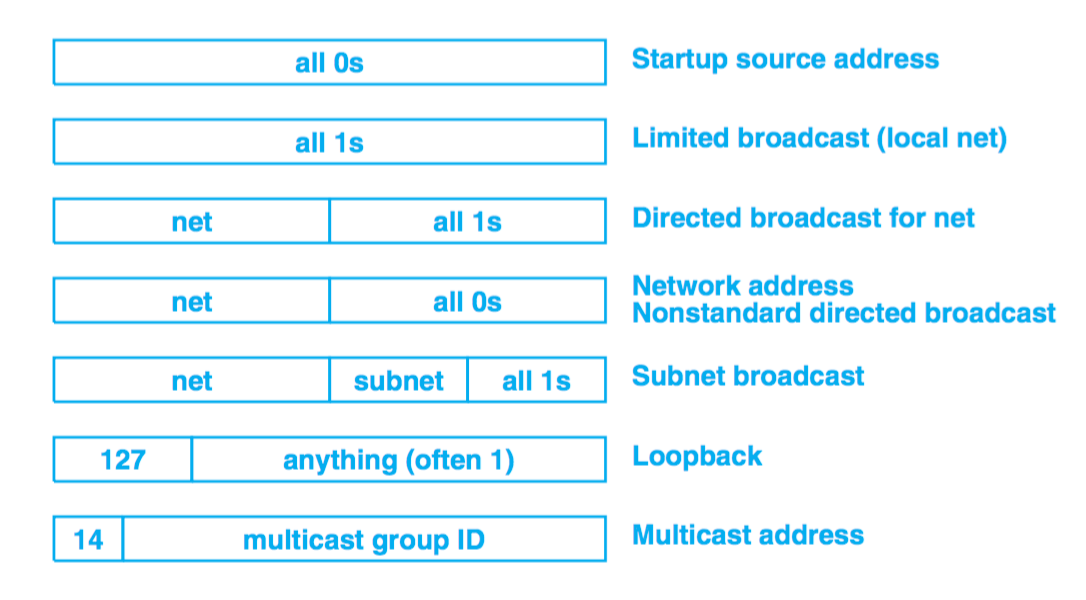 all 0s Startup source address
all 1s Limited broadcast (local net)
net all 1s Directed broadcast for net
net all 0s Network address
Nonstandard directed broadcast
net subnet all 1s Subnet broadcast
127 anything (often 1) Loopback
14 multicast group ID Multicast address